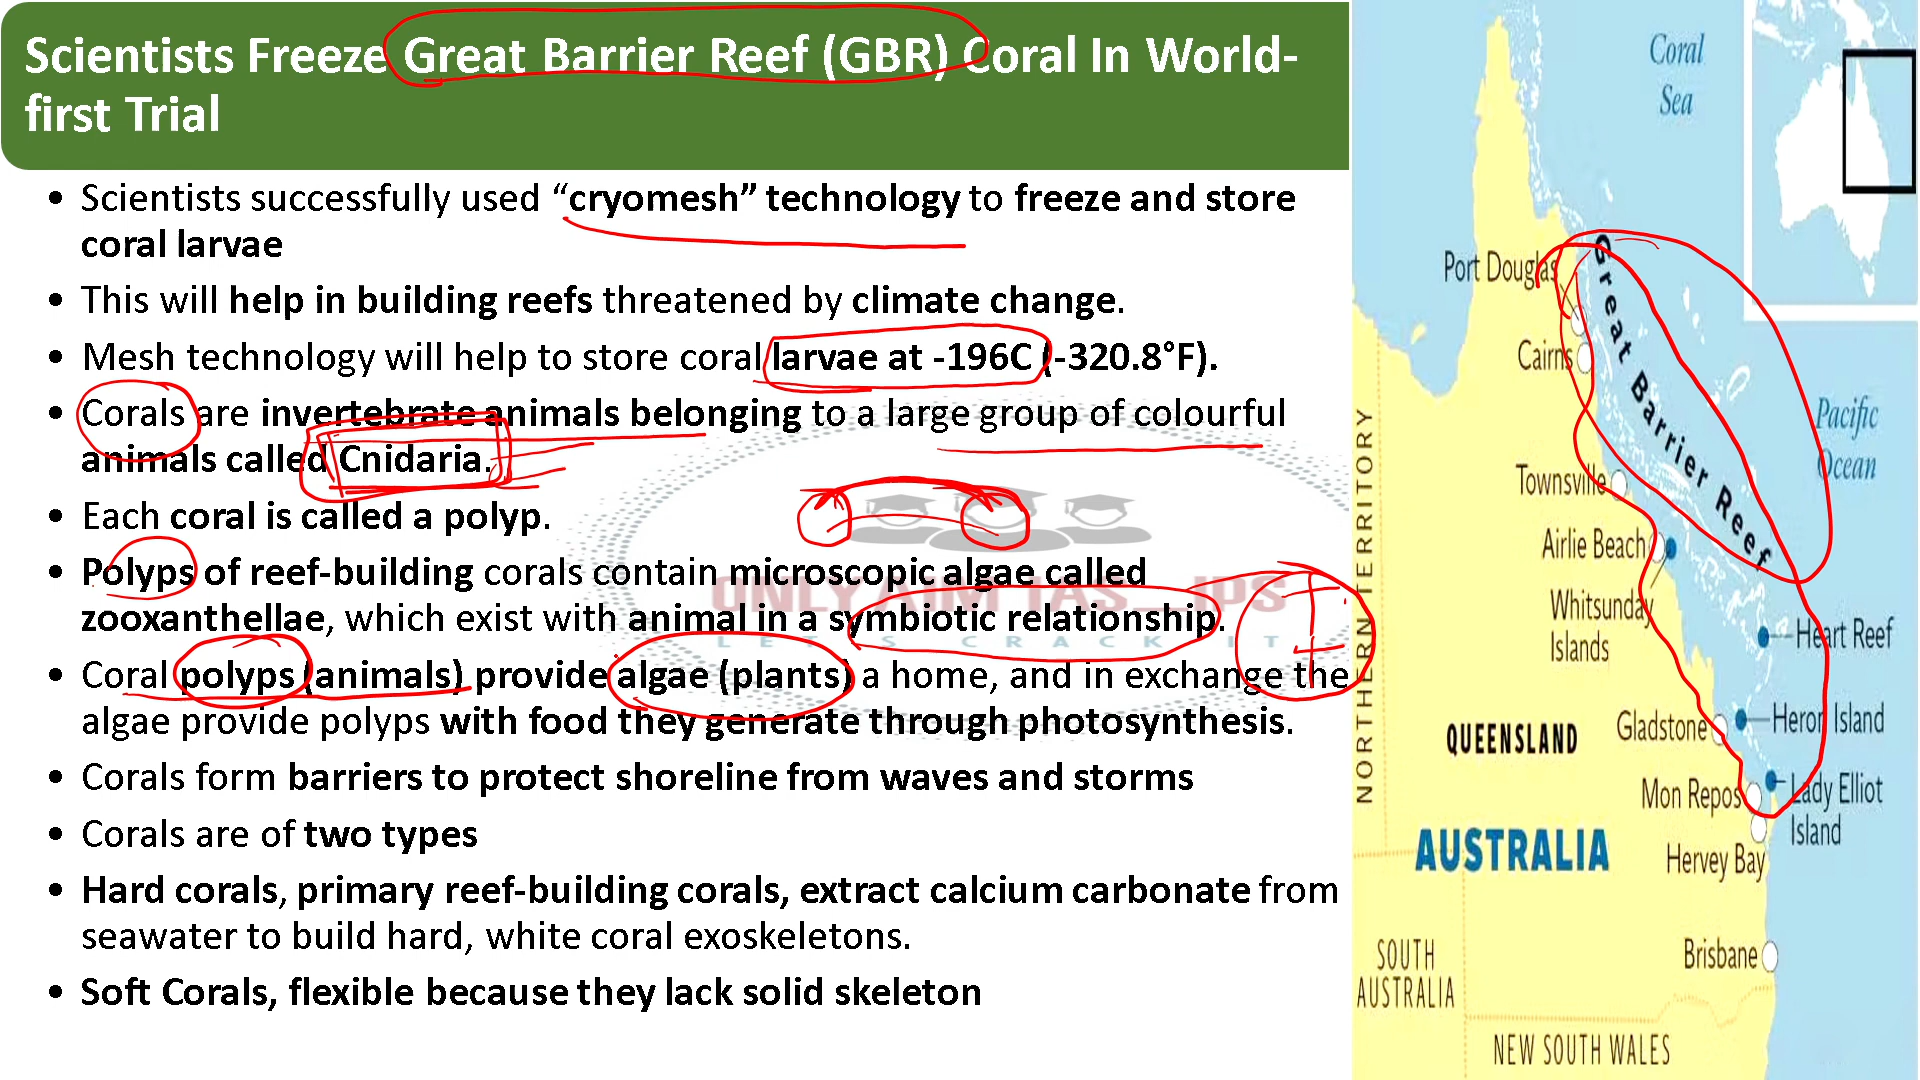 Scientists Freeze Great Barrier Reef (GBR) Coral In World-
first Trial
• Scientists successfully used “cryomesh” technology to freeze and store
coral larvae
• This will help in building reefs threatened by climate change.
• Mesh technology will help to store coral larvae at -196C (-320.8°F).
• Corals are invertebrate animals belonging to a large group of colourful
animals called Cnidaria.
• Each coral is called a polyp.
• Polyps of reef-building corals contain microscopic algae called
zooxanthellae, which exist with animal in a symbiotic relationship.
• Coral polyps (animals) provide algae (plants) a home, and in exchange the
algae provide polyps with food they generate through photosynthesis.
• Corals form barriers to protect shoreline from waves and storms
• Corals are of two types
• Hard corals, primary reef-building corals, extract calcium carbonate from
seawater to build hard, white coral exoskeletons.
• Soft Corals, flexible because they lack solid skeleton
ONLY AIM IAS__IPS
LET'S CRACK IT
Coral
Sea
Port Douglas
Great Barrier Reef
Cairns
Pacific
Ocean
NORTHERN TERRITORY
Townsville
Airlie Beach
Whitsunday
Islands
Heart Reef
QUEENSLAND
Gladstone
Heron Island
Mon Repos
Lady Elliot
Island
AUSTRALIA
Hervey Bay
Brisbane
SOUTH
AUSTRALIA
NEW SOUTH WALES